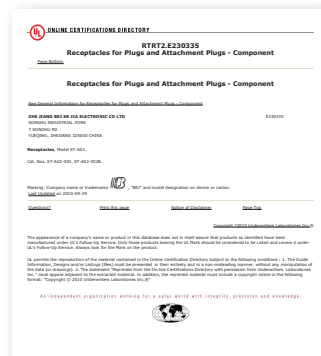 UL ONLINE CERTIFICATIONS DIRECTORY
RTRT2.E230335
Receptacles for Plugs and Attachment Plugs - Component
Page Bottom
Receptacles for Plugs and Attachment Plugs - Component
See General Information for Receptacles for Plugs and Attachment Plugs - Component
ZHE JIANG BEI ER JIA ELECTRONIC CO LTD E230335
SONGHU INDUSTRIAL ZONE
7 SONGHU RD
YUEQING, ZHEJIANG 325600 CHINA
Receptacles, Model ST-A02.
Cat. Nos. ST-A02-002, ST-A02-002B.
Marking: Company name or trademarks , "BEI" and model designation on device or carton.
Last Updated on 2010-09-29
Questions? Print this page Notice of Disclaimer Page Top
Copyright ©2010 Underwriters Laboratories Inc.®
The appearance of a company's name or product in this database does not in itself assure that products so identified have been
manufactured under UL's Follow-Up Service. Only those products bearing the UL Mark should be considered to be Listed and covered under
UL's Follow-Up Service. Always look for the Mark on the product.
UL permits the reproduction of the material contained in the Online Certification Directory subject to the following conditions: 1. The Guide
Information, Designs and/or Listings (files) must be presented in their entirety and in a non-misleading manner, without any manipulation of
the data (or drawings). 2. The statement "Reprinted from the Online Certifications Directory with permission from Underwriters Laboratories
Inc." must appear adjacent to the extracted material. In addition, the reprinted material must include a copyright notice in the following
format: "Copyright © 2010 Underwriters Laboratories Inc.®"
An independent organization working for a safer world with integrity, precision and knowledge.